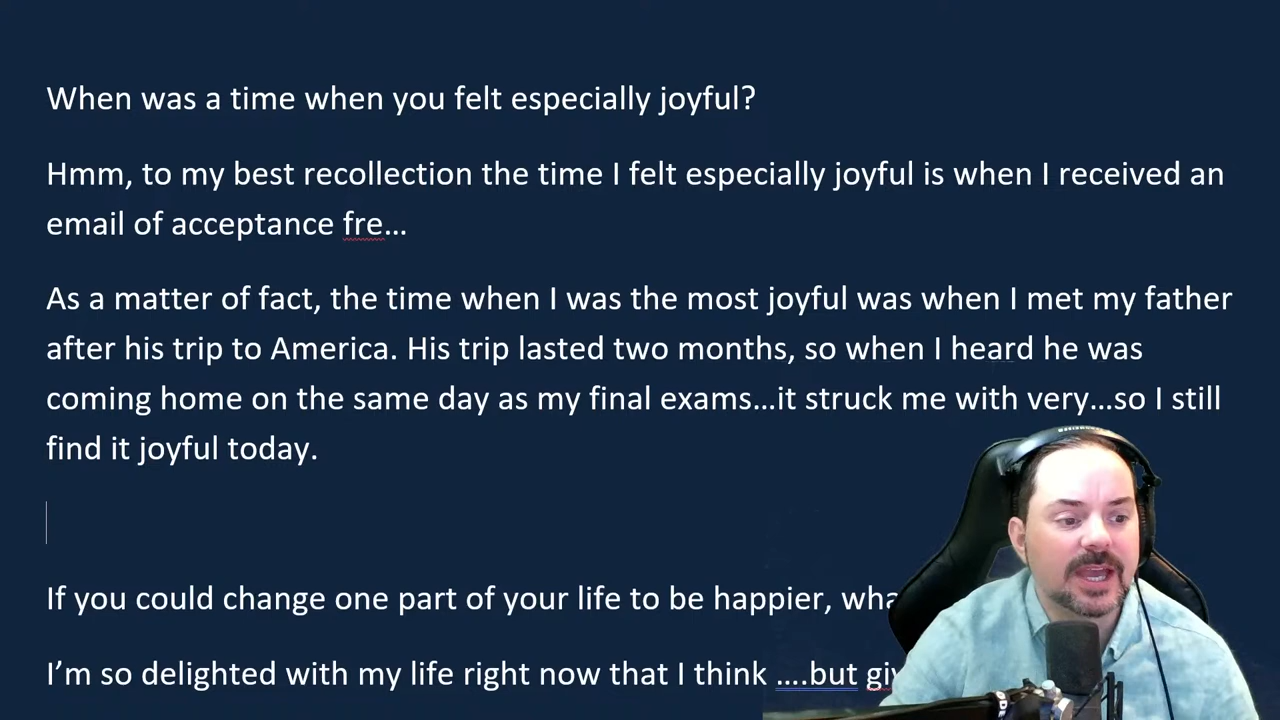 When was a time when you felt especially joyful?
Hmm, to my best recollection the time I felt especially joyful is when I received an
email of acceptance fre…
As a matter of fact, the time when I was the most joyful was when I met my father
after his trip to America. His trip lasted two months, so when I heard he was
coming home on the same day as my final exams…it struck me with very…so I still
find it joyful today.
If you could change one part of your life to be happier,
I’m so delighted with my life right now that I think ….but